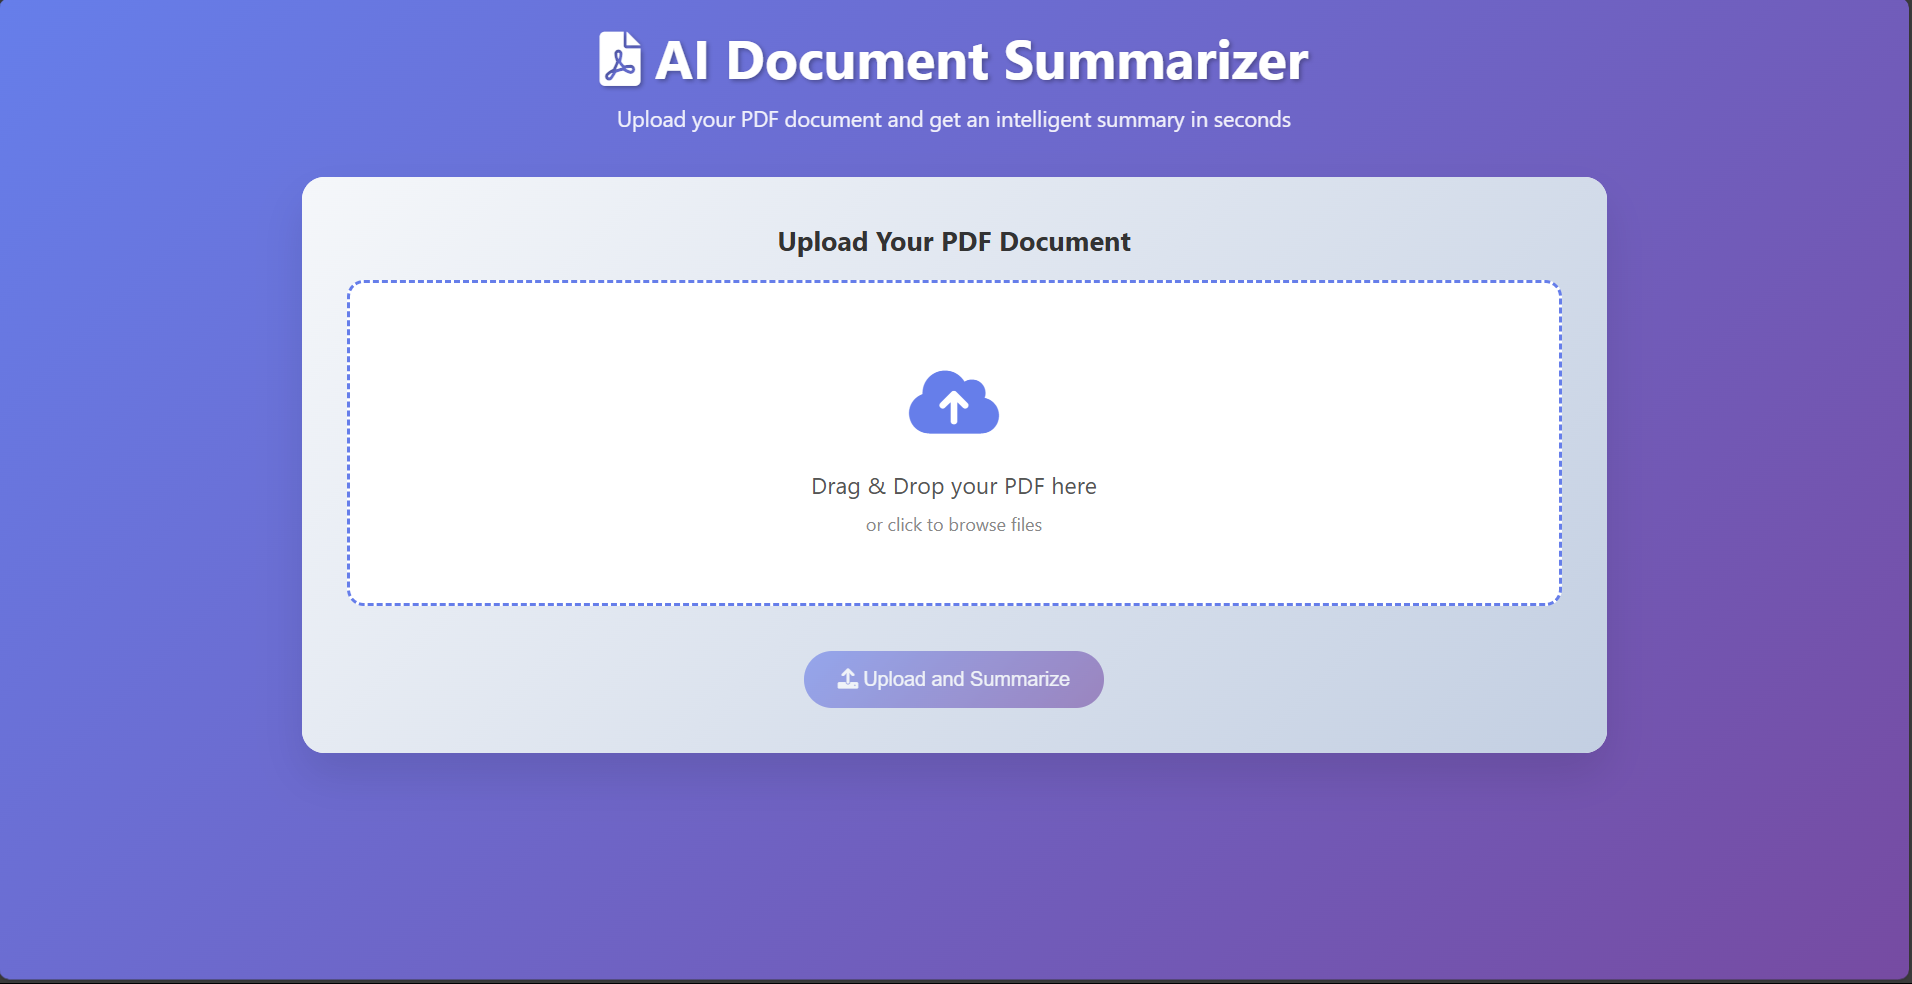 AI Document Summarizer
Upload your PDF document and get an intelligent summary in seconds
Upload Your PDF Document
Drag & Drop your PDF here
or click to browse files
Upload and Summarize